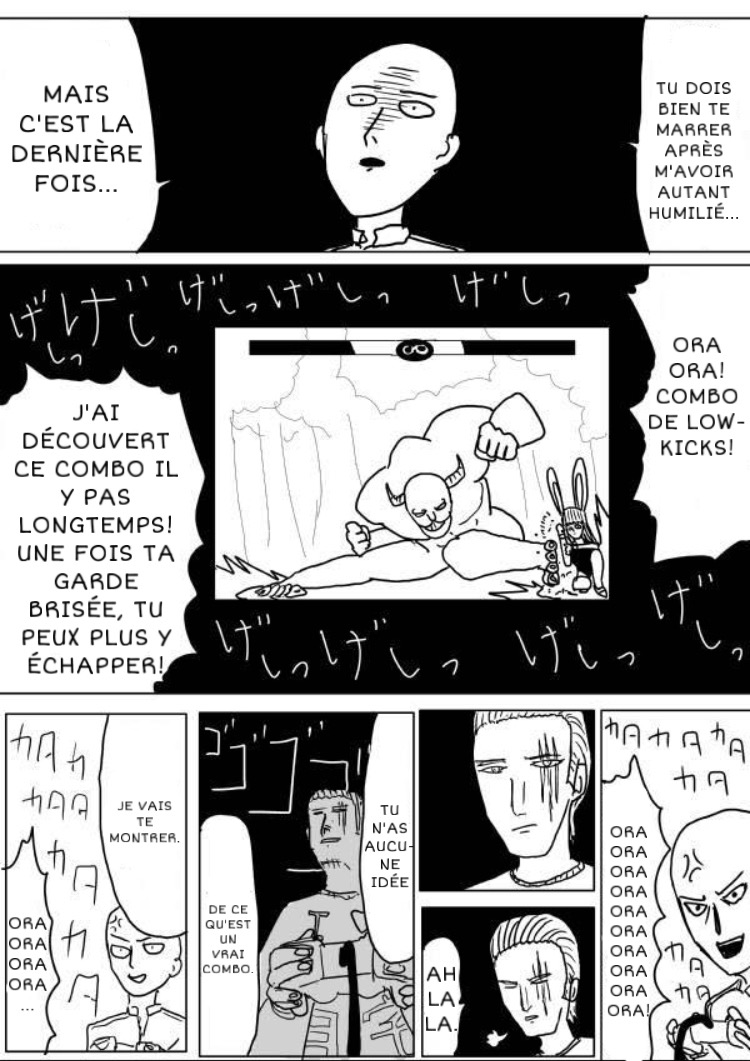 TU DOIS
BIEN TE
MARRER
APRÈS
M'AVOIR
AUTANT
HUMILIÉ...
MAIS
C'EST LA
DERNIÈRE
FOIS...
げしっ
げしっ
げしっ
げしっ
げしっ
ORA
ORA!
COMBO
DE LOW-
KICKS!
8
J'AI
DÉCOUVERT
CE COMBO IL
Y PAS
LONGTEMPS!
UNE FOIS TA
GARDE
BRISÉE, TU
PEUX PLUS Y
ÉCHAPPER!
げしっ
げしっ
げしっ
げしっ
カタカタ
カタ
ORA
ORA
ORA
ORA
ORA
ORA
ORA
ORA
ORA
ORA!
カタ
カタ
AH
LA
LA.
ゴゴゴ
TU
N'AS
AUCU-
NE
IDÉE
DE CE
QU'EST
UN
VRAI
COMBO.
JE VAIS
TE
MONTRER.
カタカ
カタ
カタ
ORA
ORA
ORA
ORA
...